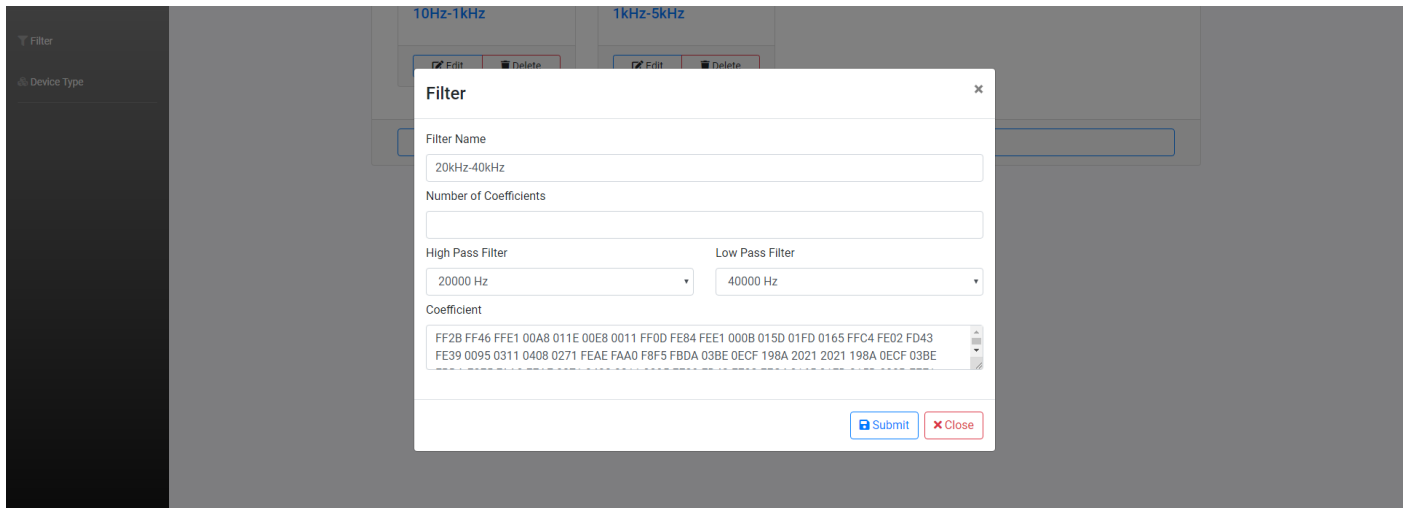 10Hz-1kHz
1kHz-5kHz
Filter
Device Type
Edit
Delete
Edit
Delete
Filter
×
Filter Name
20kHz-40kHz
Number of Coefficients
High Pass Filter
Low Pass Filter
20000 Hz
40000 Hz
Coefficient
FF2B FF46 FFE1 00A8 011E 00E8 0011 FF0D FE84 FEE1 000B 015D 01FD 0165 FFC4 FE02 FD43
FE39 0095 0311 0408 0271 FEAE FAA0 F8F5 FBDA 03BE 0ECF 198A 2021 2021 198A 0ECF 03BE
Submit
Close